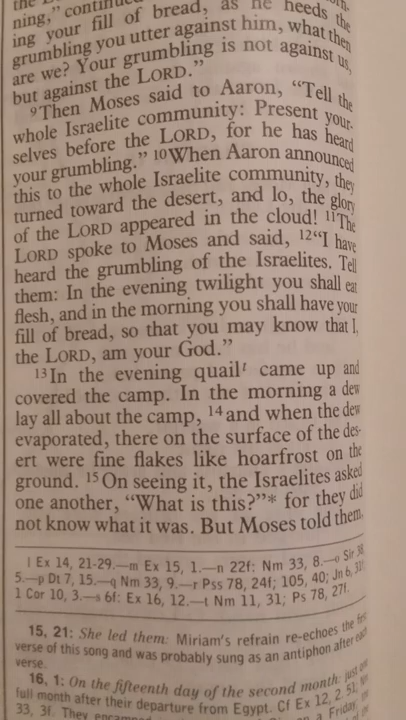 ning," continued
ing your fill of bread, as he heeds the
grumbling you utter against him, what then
are we? Your grumbling is not against us,
but against the LORD."
⁹Then Moses said to Aaron, "Tell the
whole Israelite community: Present your-
selves before the LORD, for he has heard
your grumbling." ¹⁰When Aaron announced
this to the whole Israelite community, they
turned toward the desert, and lo, the glory
of the LORD appeared in the cloud! ¹¹The
LORD spoke to Moses and said, ¹²"I have
heard the grumbling of the Israelites. Tell
them: In the evening twilight you shall eat
flesh, and in the morning you shall have your
fill of bread, so that you may know that I,
the LORD, am your God."
¹³In the evening quailᵗ came up and
covered the camp. In the morning a dew
lay all about the camp, ¹⁴and when the dew
evaporated, there on the surface of the des-
ert were fine flakes like hoarfrost on the
ground. ¹⁵On seeing it, the Israelites asked
one another, "What is this?"* for they did
not know what it was. But Moses told them,
l Ex 14, 21-29.—m Ex 15, 1.—n 22f: Nm 33, 8.—o Sir 38,
5.—p Dt 7, 15.—q Nm 33, 9.—r Pss 78, 24f; 105, 40; Jn 6, 31f
1 Cor 10, 3.—s 6f: Ex 16, 12.—t Nm 11, 31; Ps 78, 27f.
15, 21: She led them: Miriam's refrain re-echoes the first
verse of this song and was probably sung as an antiphon after each
verse.
16, 1: On the fifteenth day of the second month: just one
full month after their departure from Egypt. Cf Ex 12, 2. 51;
33, 3f. They encamped Friday,